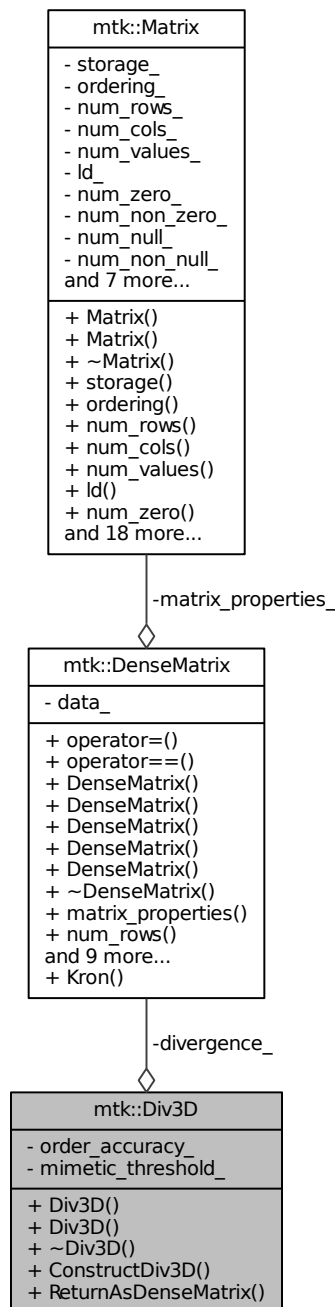 mtk::Matrix
- storage_
- ordering_
- num_rows_
- num_cols_
- num_values_
- ld_
- num_zero_
- num_non_zero_
- num_null_
- num_non_null_
and 7 more...
+ Matrix()
+ Matrix()
+ ~Matrix()
+ storage()
+ ordering()
+ num_rows()
+ num_cols()
+ num_values()
+ ld()
+ num_zero()
and 18 more...
-matrix_properties_
mtk::DenseMatrix
- data_
+ operator=()
+ operator==()
+ DenseMatrix()
+ DenseMatrix()
+ DenseMatrix()
+ DenseMatrix()
+ DenseMatrix()
+ ~DenseMatrix()
+ matrix_properties()
+ num_rows()
and 9 more...
+ Kron()
-divergence_
mtk::Div3D
- order_accuracy_
- mimetic_threshold_
+ Div3D()
+ Div3D()
+ ~Div3D()
+ ConstructDiv3D()
+ ReturnAsDenseMatrix()